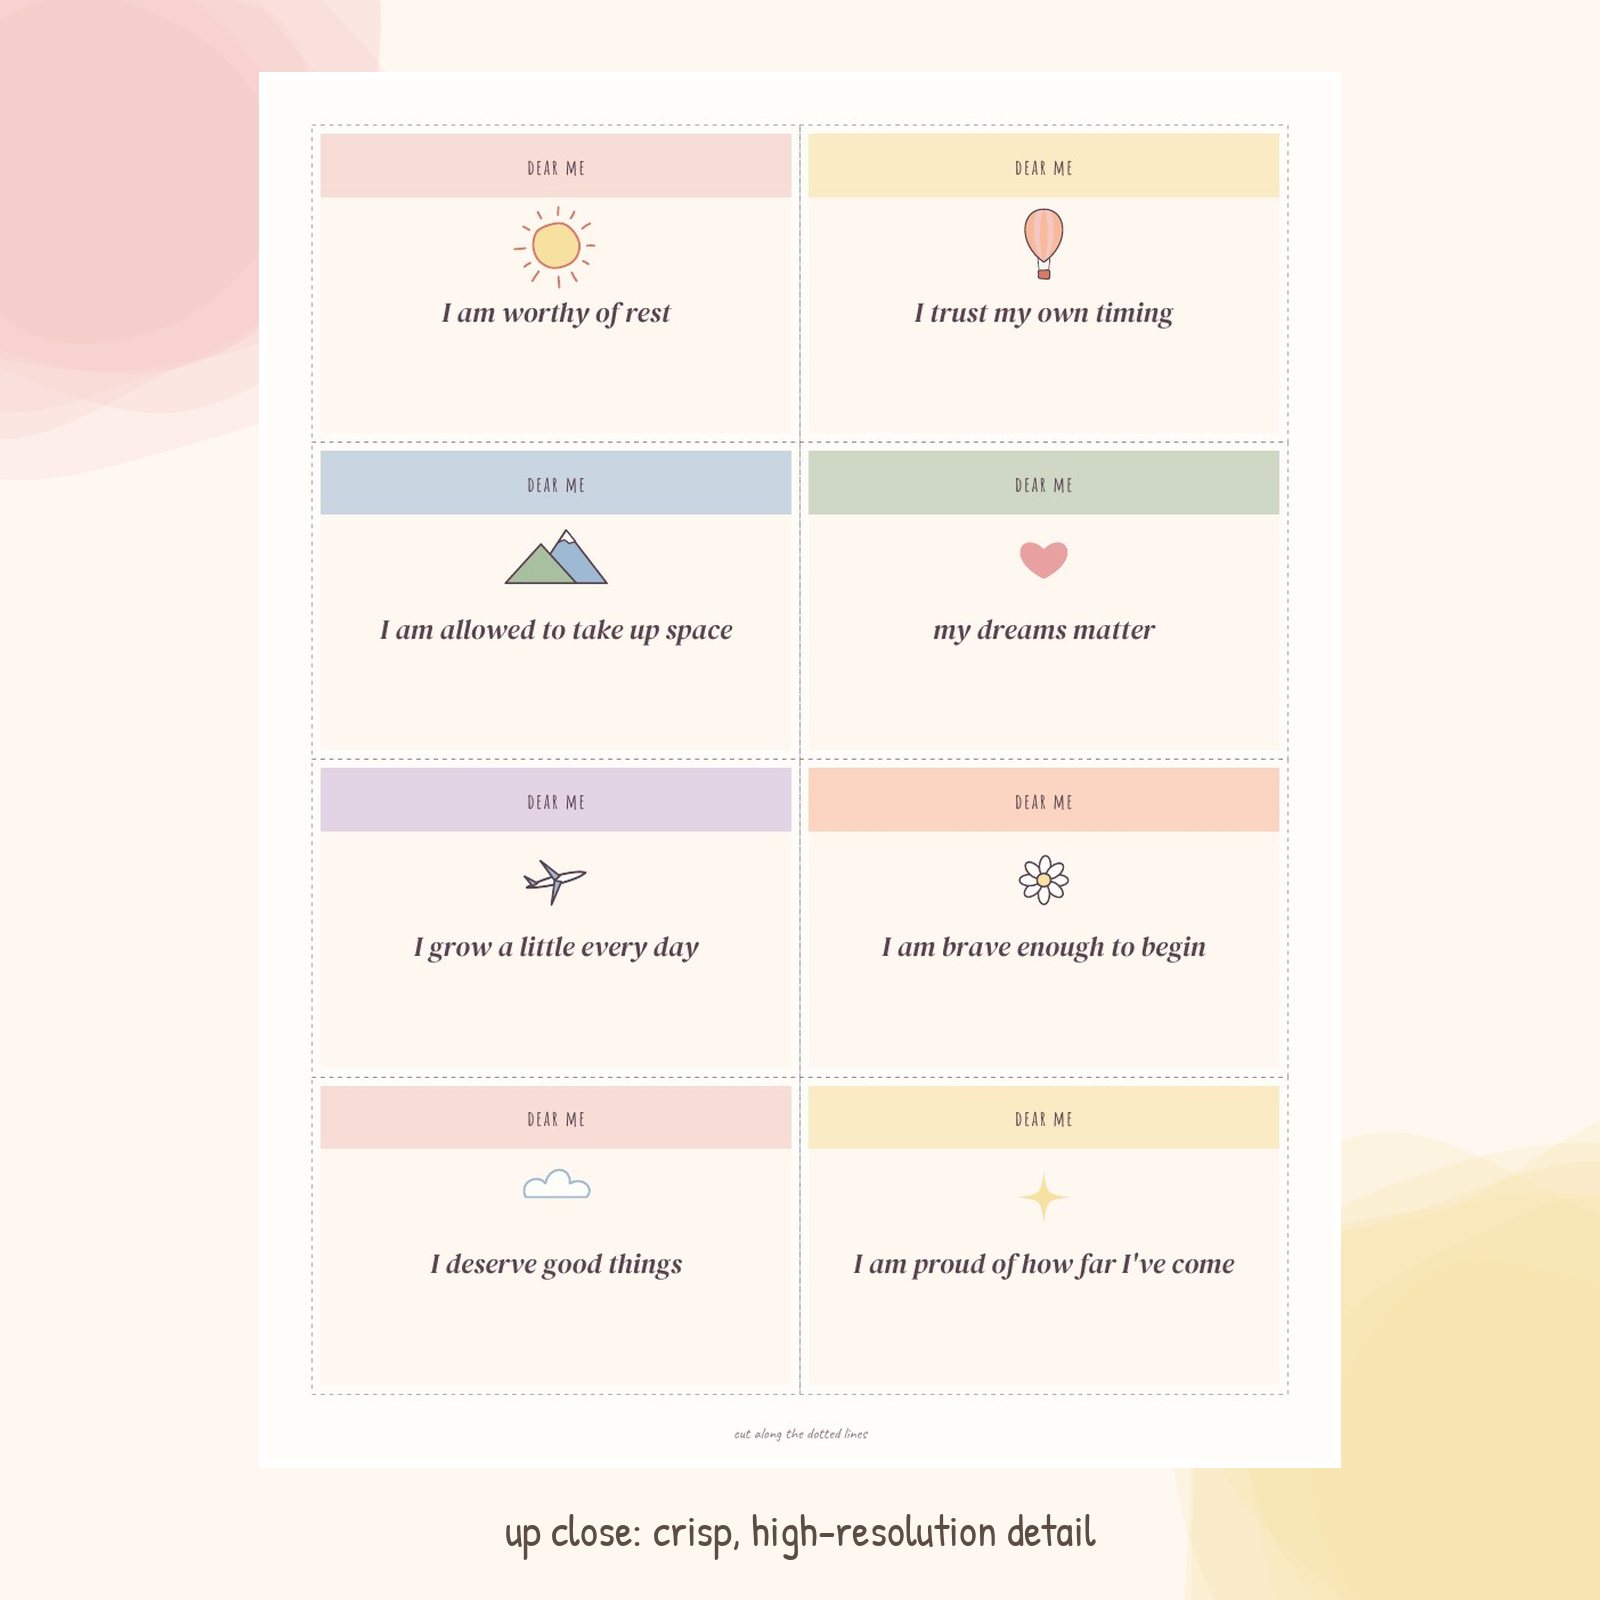 DEAR ME
I am worthy of rest
DEAR ME
I trust my own timing
DEAR ME
I am allowed to take up space
DEAR ME
my dreams matter
DEAR ME
I grow a little every day
DEAR ME
I am brave enough to begin
DEAR ME
I deserve good things
DEAR ME
I am proud of how far I've come
cut along the dotted lines
up close: crisp, high-resolution detail